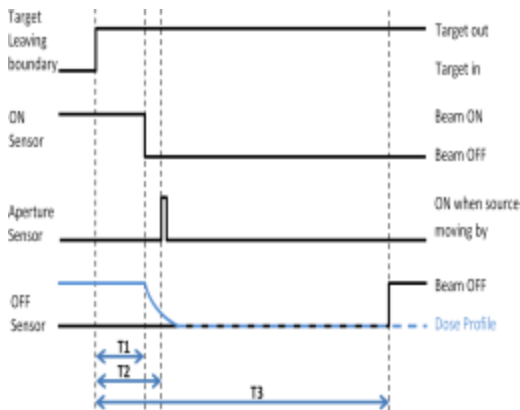 Target
Leaving
boundary
Target out
Target in
ON
Sensor
Beam ON
Beam OFF
Aperture
Sensor
ON when source
moving by
OFF
Sensor
Beam OFF
Dose Profile
T1
T2
T3